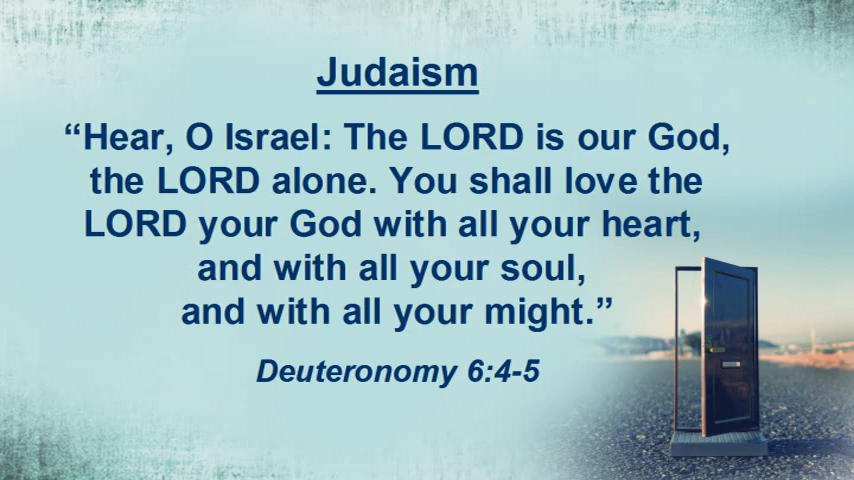 Judaism
“Hear, O Israel: The LORD is our God,
the LORD alone. You shall love the
LORD your God with all your heart,
and with all your soul,
and with all your might.”
Deuteronomy 6:4-5